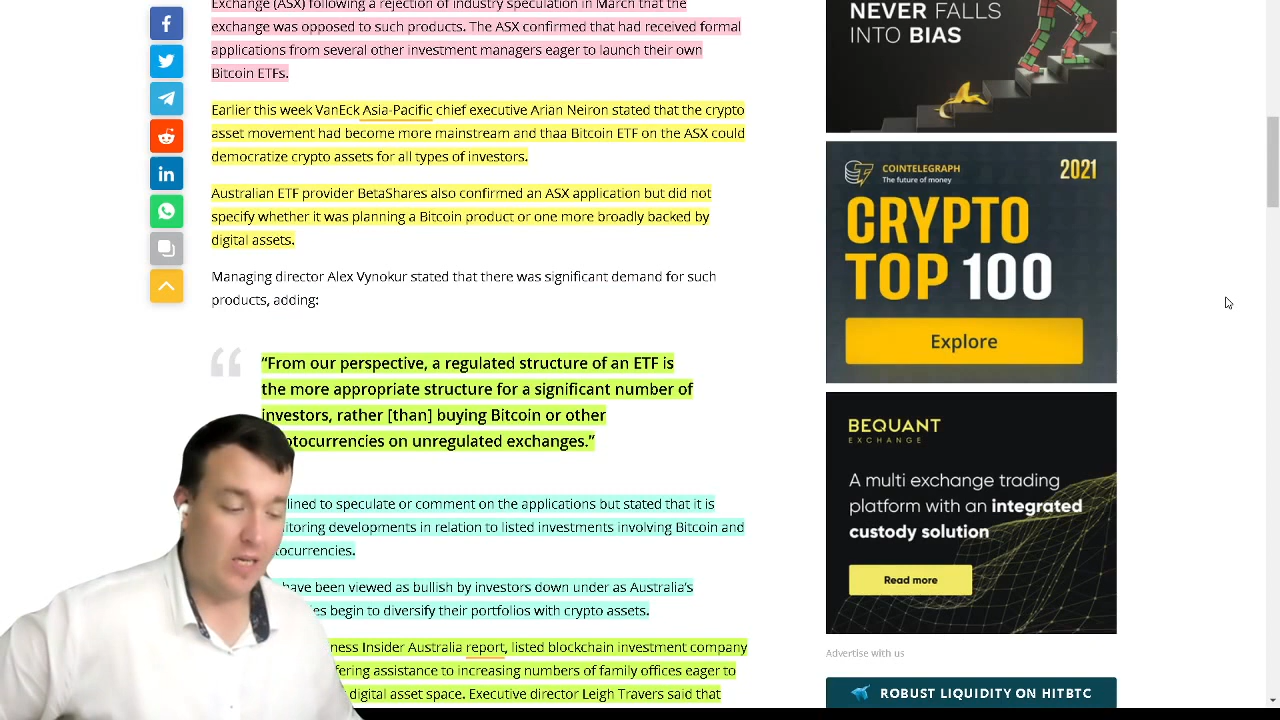 Exchange (ASX) following a rejection of industry speculation in March that the
exchange was opposed to such products. The ASX confirmed that had received formal
applications from several other investment managers eager to launch their own
Bitcoin ETFs.
Earlier this week VanEck Asia-Pacific chief executive Arian Neiron stated that the crypto
asset movement had become more mainstream and thaa Bitcoin ETF on the ASX could
democratize crypto assets for all types of investors.
Australian ETF provider BetaShares also confirmed an ASX application but did not
specify whether it was planning a Bitcoin product or one more broadly backed by
digital assets.
Managing director Alex Vynokur stated that there was significant demand for such
products, adding:
“From our perspective, a regulated structure of an ETF is
the more appropriate structure for a significant number of
investors, rather [than] buying Bitcoin or other
otocurrencies on unregulated exchanges.”
lined to speculate or comment on the applications but stated that it is
itoring developments in relation to listed investments involving Bitcoin and
ocurrencies.
have been viewed as bullish by investors down under as Australia’s
es begin to diversify their portfolios with crypto assets.
ness Insider Australia report, listed blockchain investment company
ering assistance to increasing numbers of family offices eager to
digital asset space. Executive director Leigh Travers said that
NEVER FALLS
INTO BIAS
COINTELEGRAPH
The future of money
2021
CRYPTO
TOP 100
Explore
BEQUANT
EXCHANGE
A multi exchange trading
platform with an integrated
custody solution
Read more
Advertise with us
ROBUST LIQUIDITY ON HITBTC